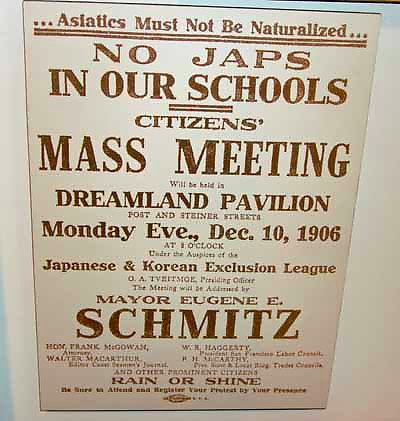 ... Asiatics Must Not Be Naturalized ...
NO JAPS
IN OUR SCHOOLS
CITIZENS'
MASS MEETING
Will be held in
DREAMLAND PAVILION
POST AND STEINER STREETS
Monday Eve., Dec. 10, 1906
AT 8 O'CLOCK
Under the Auspices of the
Japanese & Korean Exclusion League
O. A. TVEITMOE, Presiding Officer
The Meeting will be Addressed by
MAYOR EUGENE E.
SCHMITZ
HON. FRANK McGOWAN,
Attorney.
WALTER MACARTHUR,
Editor Coast Seamen's Journal.
W. R. HAGGERTY,
President San Francisco Labor Council.
P. H. McCARTHY,
Pres. State & Local Bldg. Trades Councils.
AND OTHER PROMINENT CITIZENS
RAIN OR SHINE
Be Sure to Attend and Register Your Protest by Your Presence